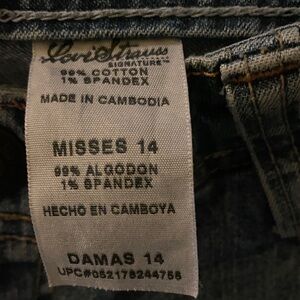 Levi Strauss
SIGNATURE™
99% COTTON
1% SPANDEX
MADE IN CAMBODIA
MISSES 14
99% ALGODON
1% SPANDEX
HECHO EN CAMBOYA
DAMAS 14
UPC#052178244756